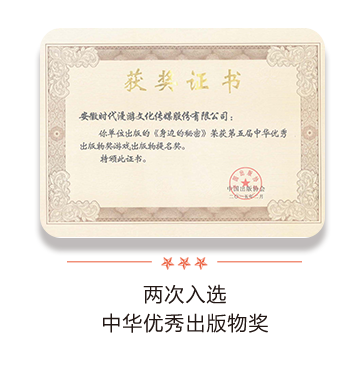 获奖证书
安徽时代漫游文化传媒股份有限公司：
你单位出版的《身边的秘密》荣获第五届中华优秀
出版物奖游戏出版物提名奖。
特颁此证书。
中国出版协会
两次入选
中华优秀出版物奖